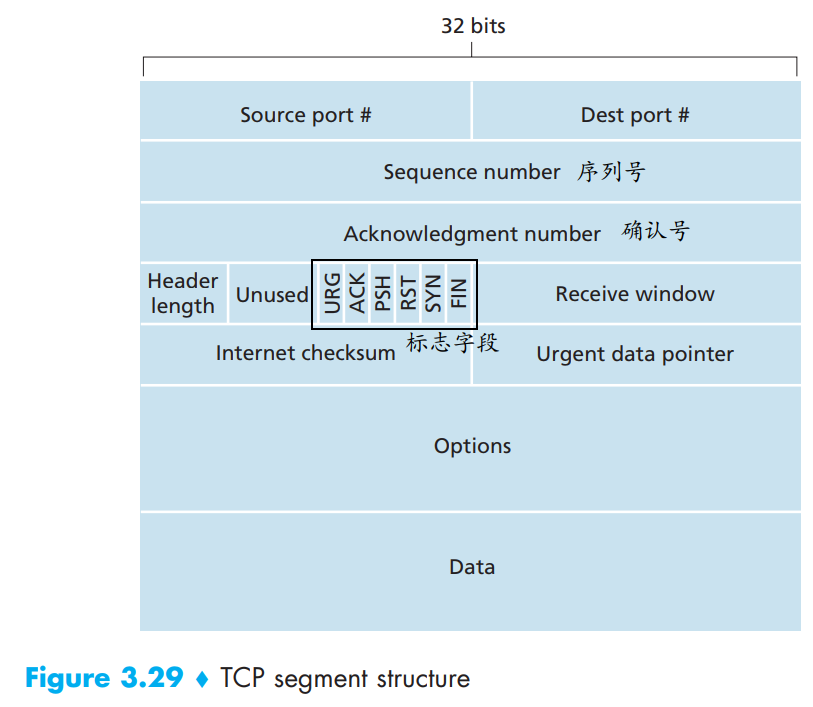 32 bits
Source port # Dest port #
Sequence number 序列号
Acknowledgment number 确认号
Header length Unused URG ACK PSH RST SYN FIN Receive window
Internet checksum 标志字段 Urgent data pointer
Options
Data
Figure 3.29 ♦ TCP segment structure